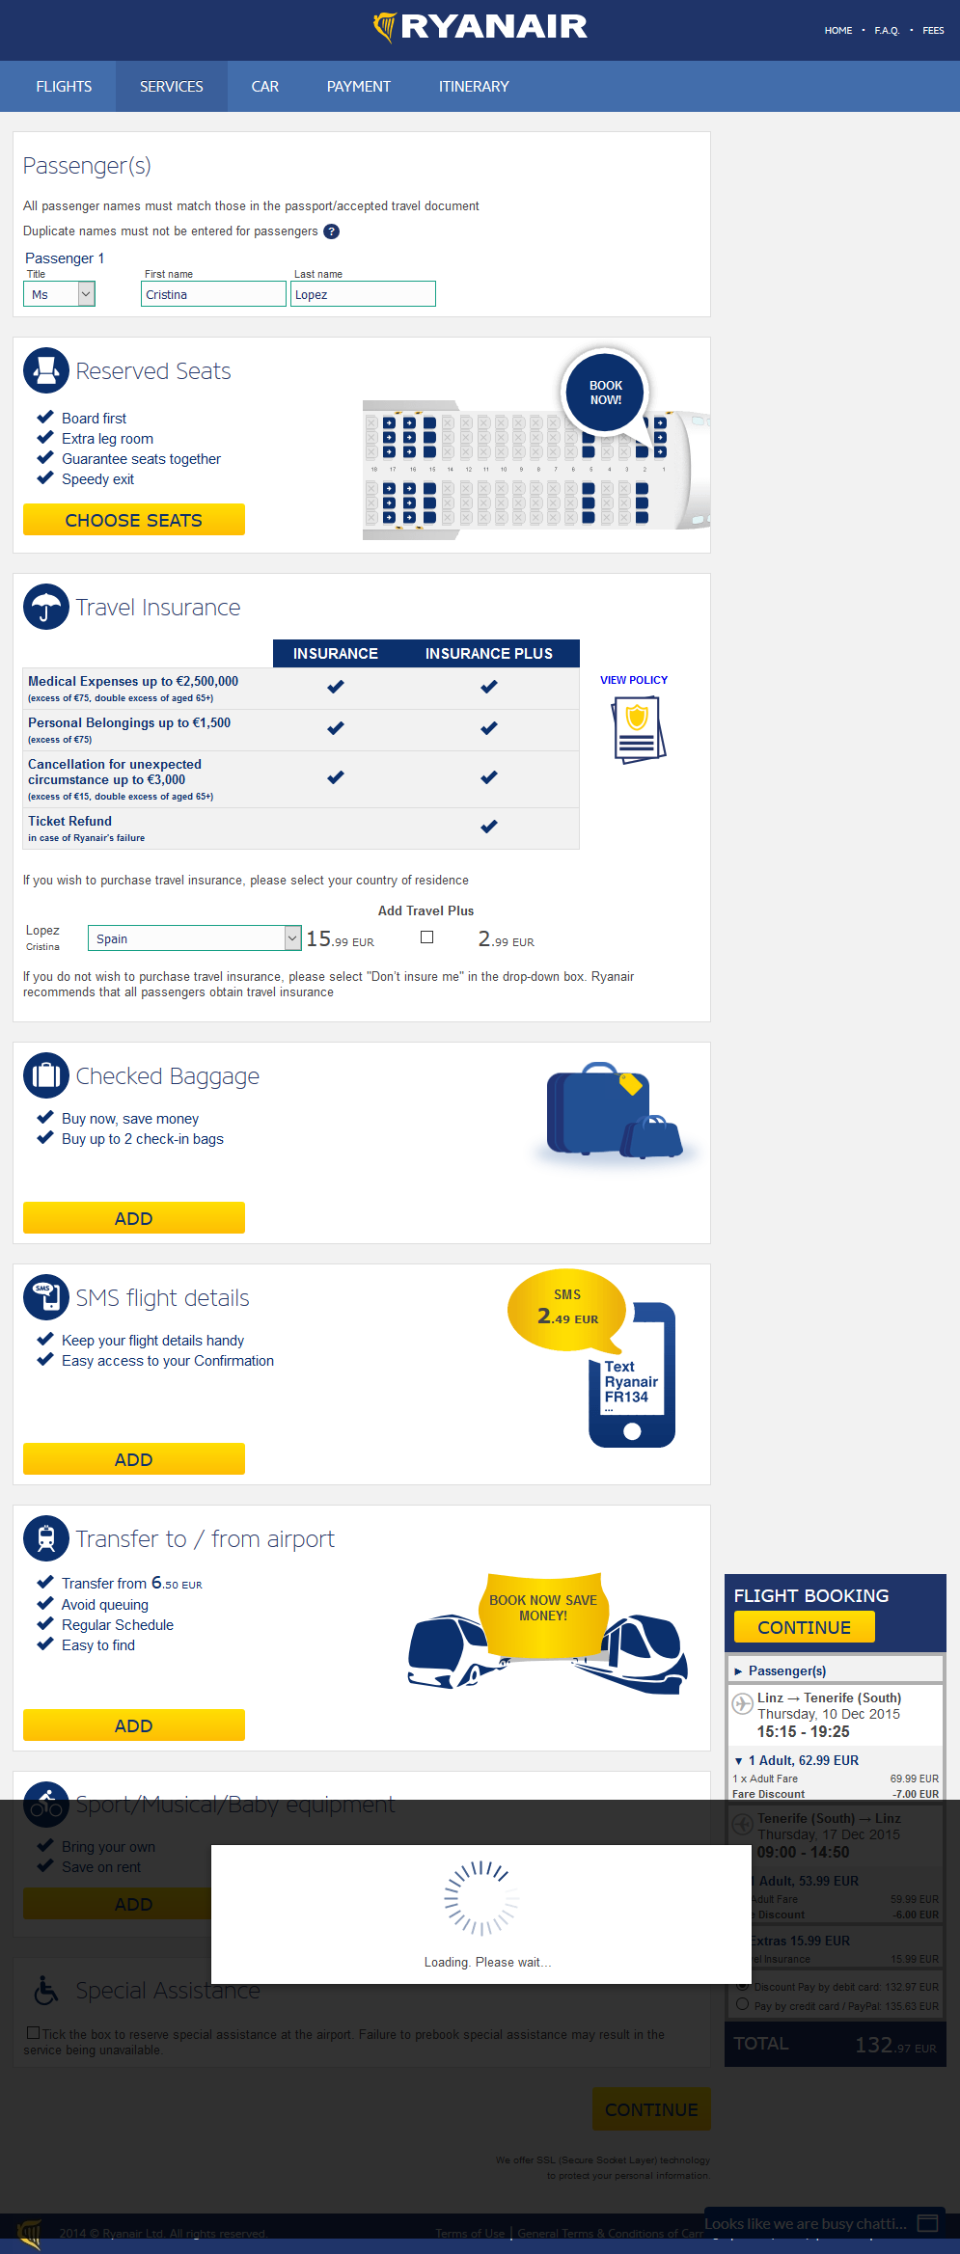 RYANAIR
HOME • F.A.Q. • FEES
FLIGHTS SERVICES CAR PAYMENT ITINERARY
Passenger(s)
All passenger names must match those in the passport/accepted travel document
Duplicate names must not be entered for passengers ?
Passenger 1
Title First name Last name
Ms Cristina Lopez
Reserved Seats
BOOK
NOW!
Board first
Extra leg room
Guarantee seats together
Speedy exit
18 17 16 15 14 12 11 10 9 8 7 6 5 4 3 2 1
CHOOSE SEATS
Travel Insurance
INSURANCE INSURANCE PLUS
Medical Expenses up to €2,500,000
(excess of €75, double excess of aged 65+)
VIEW POLICY
Personal Belongings up to €1,500
(excess of €75)
Cancellation for unexpected
circumstance up to €3,000
(excess of €15, double excess of aged 65+)
Ticket Refund
in case of Ryanair's failure
If you wish to purchase travel insurance, please select your country of residence
Add Travel Plus
Lopez
Cristina
Spain 15.99 EUR 2.99 EUR
If you do not wish to purchase travel insurance, please select "Don't insure me" in the drop-down box. Ryanair
recommends that all passengers obtain travel insurance
Checked Baggage
Buy now, save money
Buy up to 2 check-in bags
ADD
SMS
SMS flight details
SMS
2.49 EUR
Keep your flight details handy
Easy access to your Confirmation
Text
Ryanair
FR134
...
ADD
Transfer to / from airport
Transfer from 6.50 EUR
Avoid queuing
Regular Schedule
Easy to find
BOOK NOW SAVE
MONEY!
ADD
FLIGHT BOOKING
CONTINUE
Passenger(s)
Linz → Tenerife (South)
Thursday, 10 Dec 2015
15:15 - 19:25
1 Adult, 62.99 EUR
1 x Adult Fare 69.99 EUR
Fare Discount -7.00 EUR
Tenerife (South) → Linz
Thursday, 17 Dec 2015
09:00 - 14:50
Adult, 53.99 EUR
Adult Fare 59.99 EUR
Discount -6.00 EUR
Extras 15.99 EUR
el Insurance 15.99 EUR
Discount Pay by debit card: 132.97 EUR
Pay by credit card / PayPal: 135.63 EUR
TOTAL 132.97 EUR
Sport/Musical/Baby equipment
Bring your own
Save on rent
ADD
Loading. Please wait...
Special Assistance
Tick the box to reserve special assistance at the airport. Failure to prebook special assistance may result in the
service being unavailable.
CONTINUE
We offer SSL (Secure Socket Layer) technology
to protect your personal information.
2014 © Ryanair Ltd. All rights reserved. Terms of Use | General Terms & Conditions of Carr
Looks like we are busy chatti...